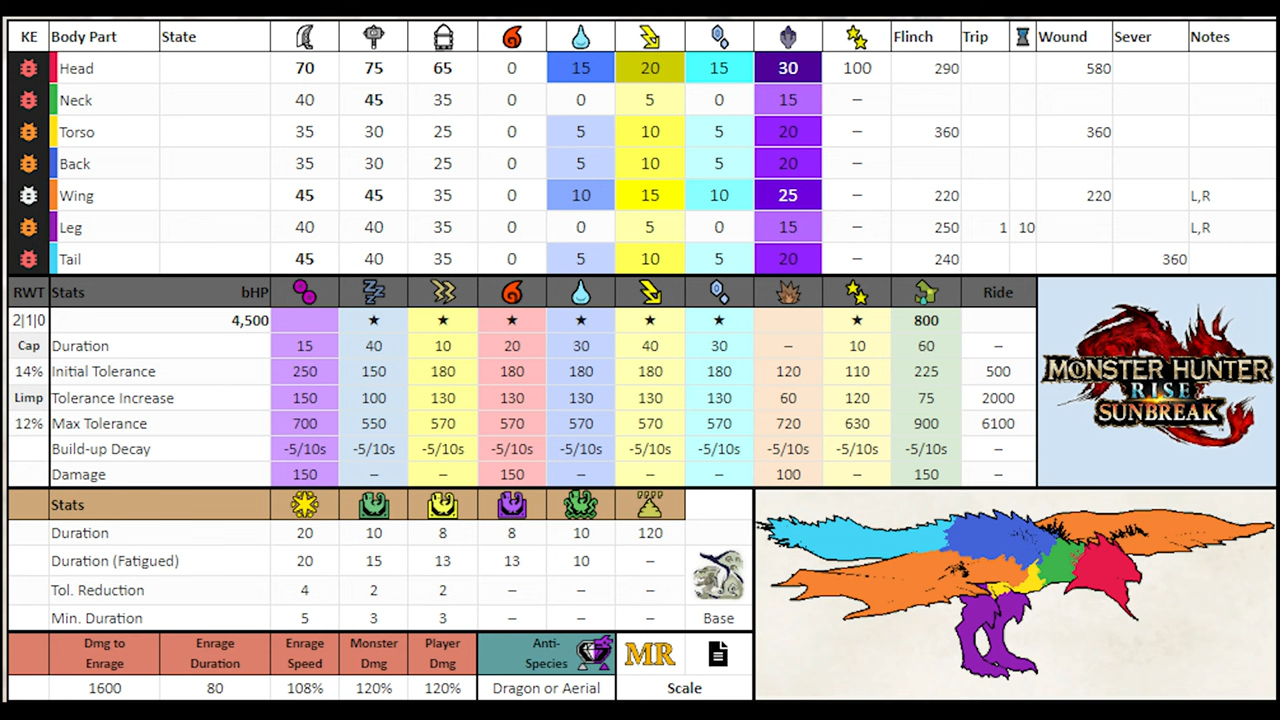 KE Body Part State Flinch Trip Wound Sever Notes
Head 70 75 65 0 15 20 15 30 100 290 580
Neck 40 45 35 0 0 5 0 15 –
Torso 35 30 25 0 5 10 5 20 – 360 360
Back 35 30 25 0 5 10 5 20 –
Wing 45 45 35 0 10 15 10 25 – 220 220 L,R
Leg 40 40 35 0 0 5 0 15 – 250 1 10 L,R
Tail 45 40 35 0 5 10 5 20 – 240 360
RWT Stats bHP Ride
2|1|0 4,500 ★ ★ ★ ★ ★ ★ ★ 800
Cap Duration 15 40 10 20 30 40 30 – 10 60 –
14% Initial Tolerance 250 150 180 180 180 180 180 120 110 225 500
Limp Tolerance Increase 150 100 130 130 130 130 130 60 120 75 2000
12% Max Tolerance 700 550 570 570 570 570 570 720 630 900 6100
Build-up Decay -5/10s -5/10s -5/10s -5/10s -5/10s -5/10s -5/10s -5/10s -5/10s -5/10s –
Damage 150 – – 150 – – – 100 – 150 –
MONSTER HUNTER
RISE
SUNBREAK
Stats
Duration 20 10 8 8 10 120
Duration (Fatigued) 20 15 13 13 10 –
Tol. Reduction 4 2 2 – – –
Min. Duration 5 3 3 – – – Base
Dmg to Enrage Enrage Monster Player Anti-
Enrage Duration Speed Dmg Dmg Species MR
1600 80 108% 120% 120% Dragon or Aerial Scale